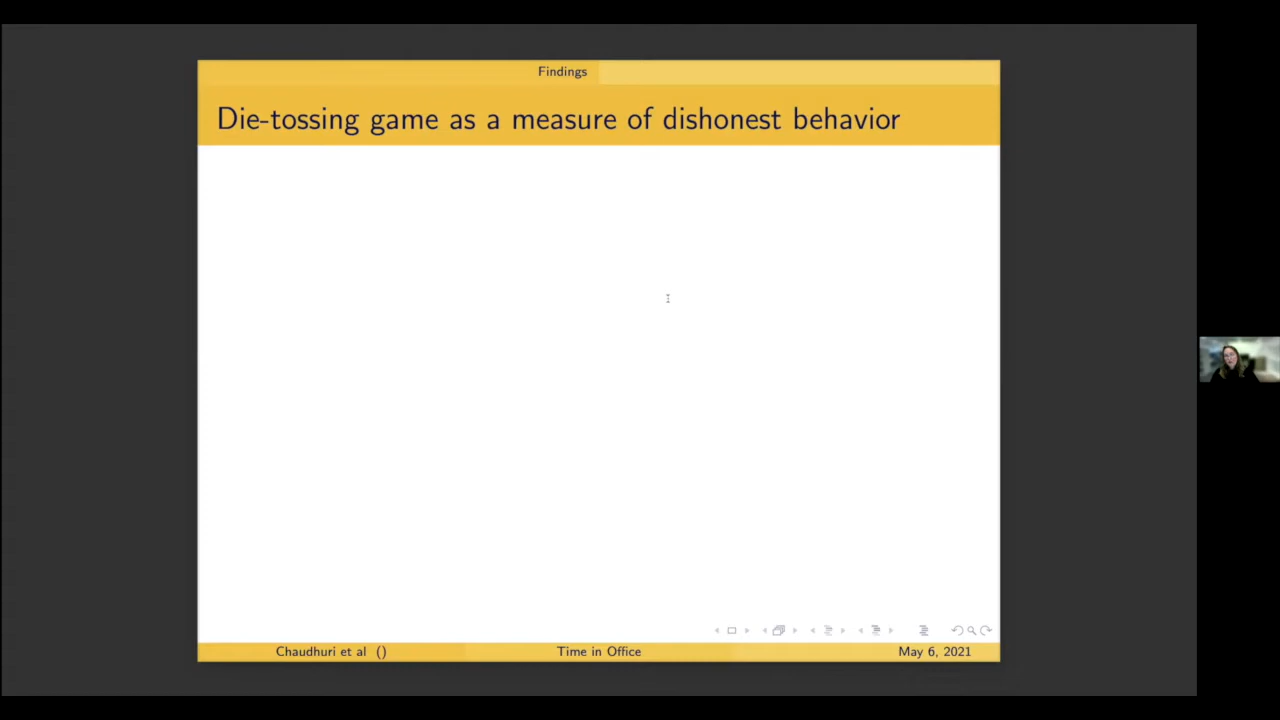 Findings
Die-tossing game as a measure of dishonest behavior
Chaudhuri et al () Time in Office May 6, 2021